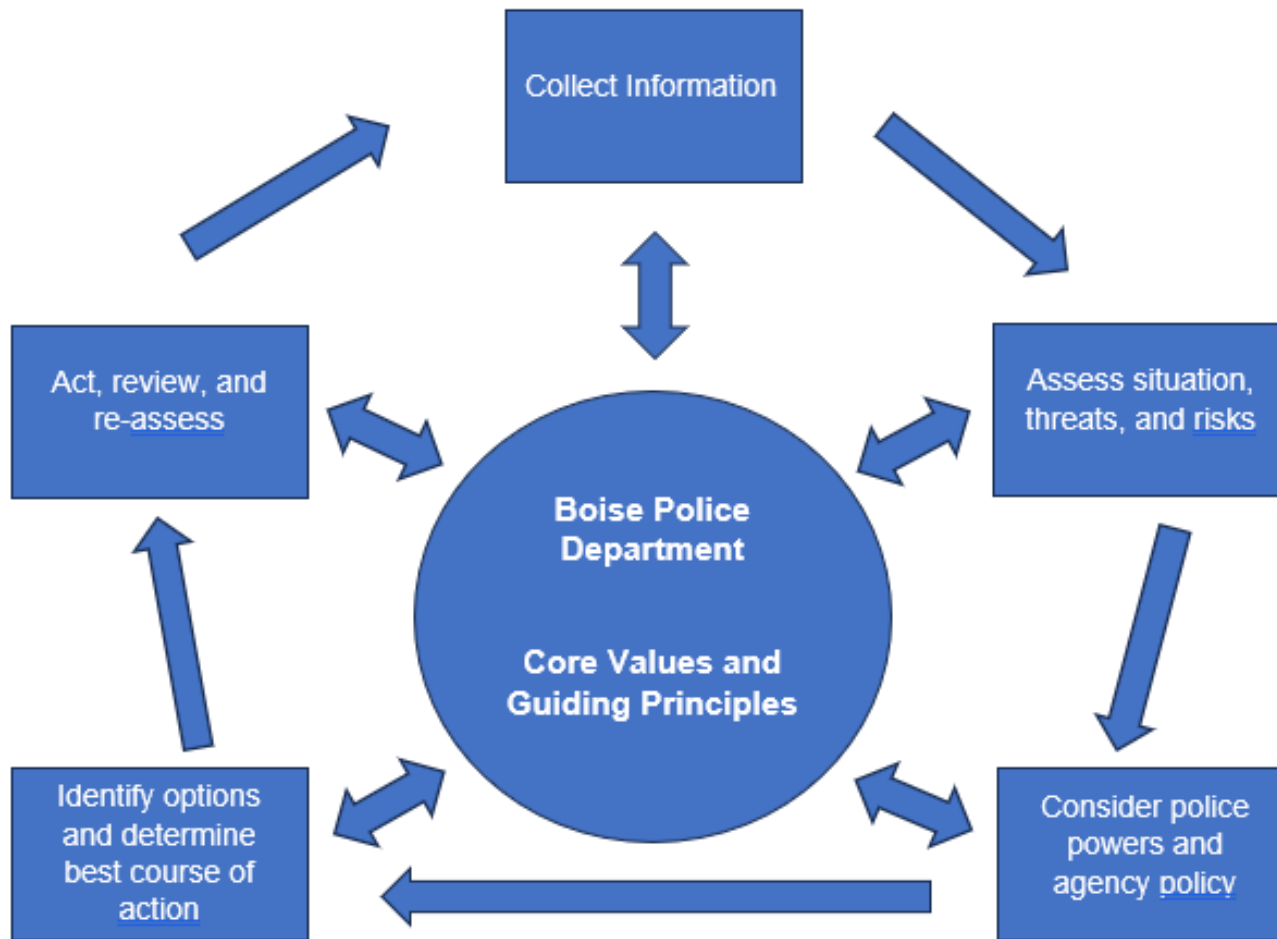 Collect Information
Act, review, and
re-assess
Assess situation,
threats, and risks
Boise Police
Department
Core Values and
Guiding Principles
Identify options
and determine
best course of
action
Consider police
powers and
agency policy